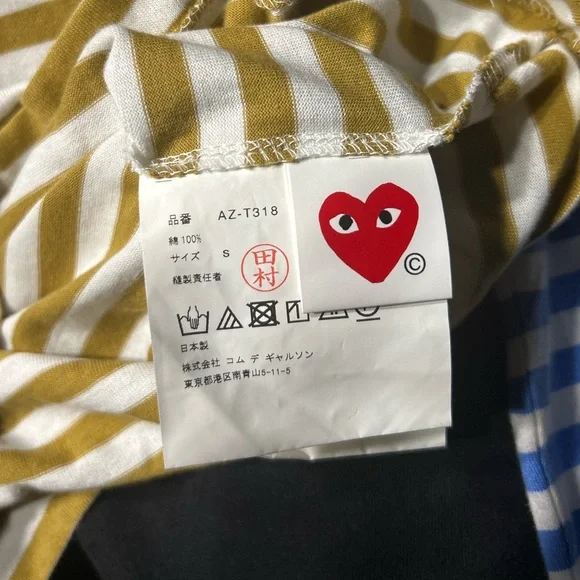 品番 AZ-T318
綿100%
サイズ S
縫製責任者
田村
日本製
株式会社 コム デ ギャルソン
東京都港区南青山5-11-5
©